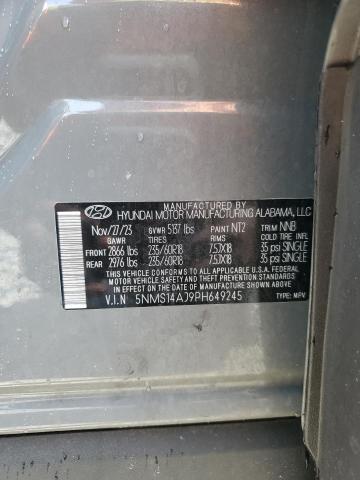 MANUFACTURED BY
HYUNDAI MOTOR MANUFACTURING ALABAMA, LLC
Nov/27/23 GVWR 5137 lbs PAINT NT2 TRIM NNB
GAWR TIRES RIMS COLD TIRE INFL.
FRONT 2866 lbs 235/60R18 7.5JX18 35 psi SINGLE
REAR 2976 lbs 235/60R18 7.5JX18 35 psi SINGLE
THIS VEHICLE CONFORMS TO ALL APPLICABLE U.S.A. FEDERAL
MOTOR VEHICLE SAFETY AND THEFT PREVENTION STANDARDS
IN EFFECT ON THE DATE OF MANUFACTURE SHOWN ABOVE
V.I.N 5NMS14AJ9PH649245 TYPE: MPV